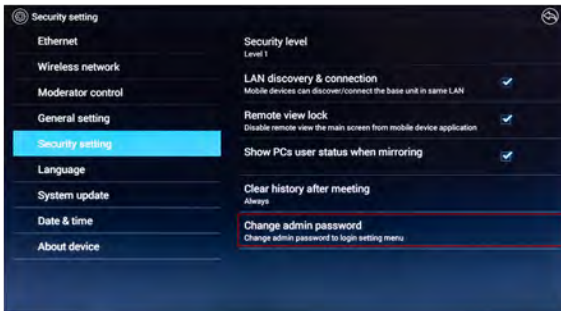 Security setting
Ethernet
Wireless network
Moderator control
General setting
Security setting
Language
System update
Date & time
About device
Security level
Level 1
LAN discovery & connection
Mobile devices can discover/connect the base unit in same LAN
Remote view lock
Disable remote view the main screen from mobile device application
Show PCs user status when mirroring
Clear history after meeting
Always
Change admin password
Change admin password to login setting menu